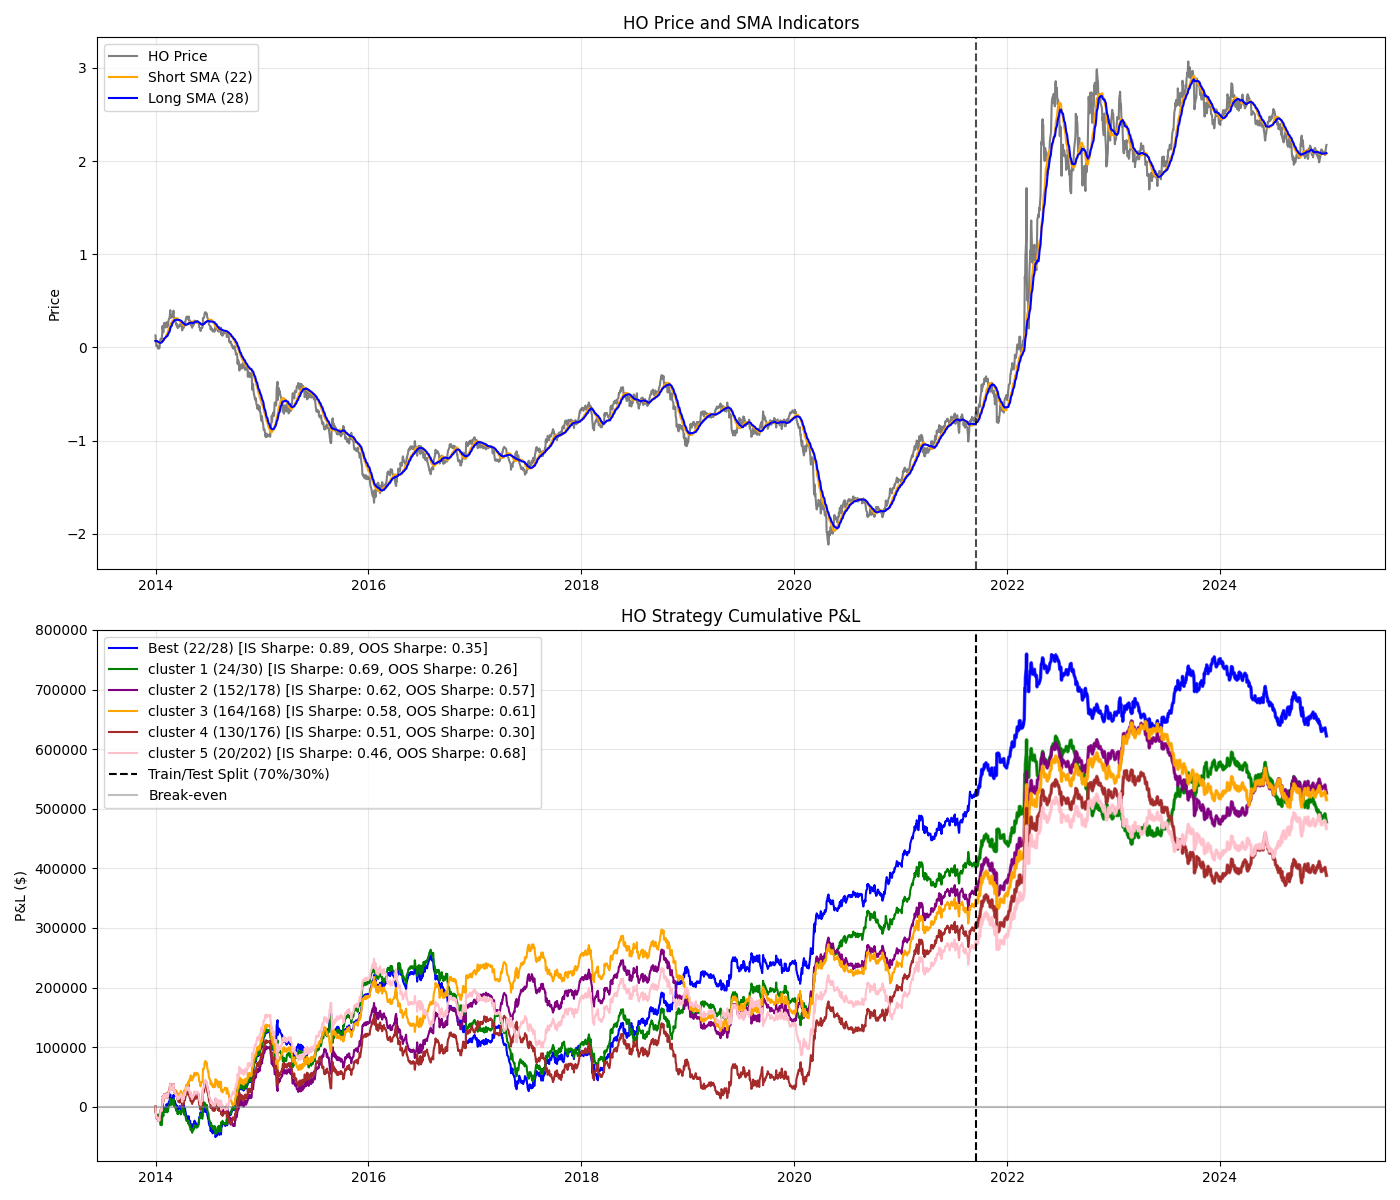 HO Price and SMA Indicators
HO Price
Short SMA (22)
Long SMA (28)
Price
3
2
1
0
−1
−2
2014
2016
2018
2020
2022
2024
HO Strategy Cumulative P&L
Best (22/28) [IS Sharpe: 0.89, OOS Sharpe: 0.35]
cluster 1 (24/30) [IS Sharpe: 0.69, OOS Sharpe: 0.26]
cluster 2 (152/178) [IS Sharpe: 0.62, OOS Sharpe: 0.57]
cluster 3 (164/168) [IS Sharpe: 0.58, OOS Sharpe: 0.61]
cluster 4 (130/176) [IS Sharpe: 0.51, OOS Sharpe: 0.30]
cluster 5 (20/202) [IS Sharpe: 0.46, OOS Sharpe: 0.68]
Train/Test Split (70%/30%)
Break-even
P&L ($)
800000
700000
600000
500000
400000
300000
200000
100000
0
2014
2016
2018
2020
2022
2024